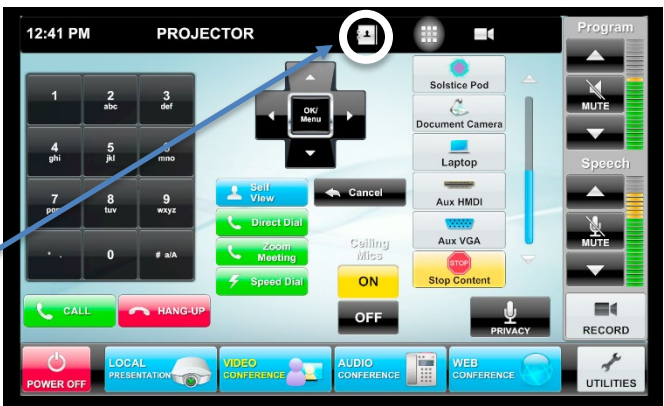 12:41 PM
PROJECTOR
Program
1
2
abc
3
def
4
ghi
5
jkl
mno
7
8
tuv
9
wxyz
0
# a/A
CALL
HANG-UP
OK/
Menu
Self
View
Cancel
Direct Dial
Zoom
Meeting
Speed Dial
Ceiling
Mics
ON
OFF
Solstice Pod
Document Camera
Laptop
Aux HDMI
Aux VGA
STOP
Stop Content
PRIVACY
MUTE
Speech
MUTE
RECORD
POWER OFF
LOCAL
PRESENTATION
VIDEO
CONFERENCE
AUDIO
CONFERENCE
WEB
CONFERENCE
UTILITIES